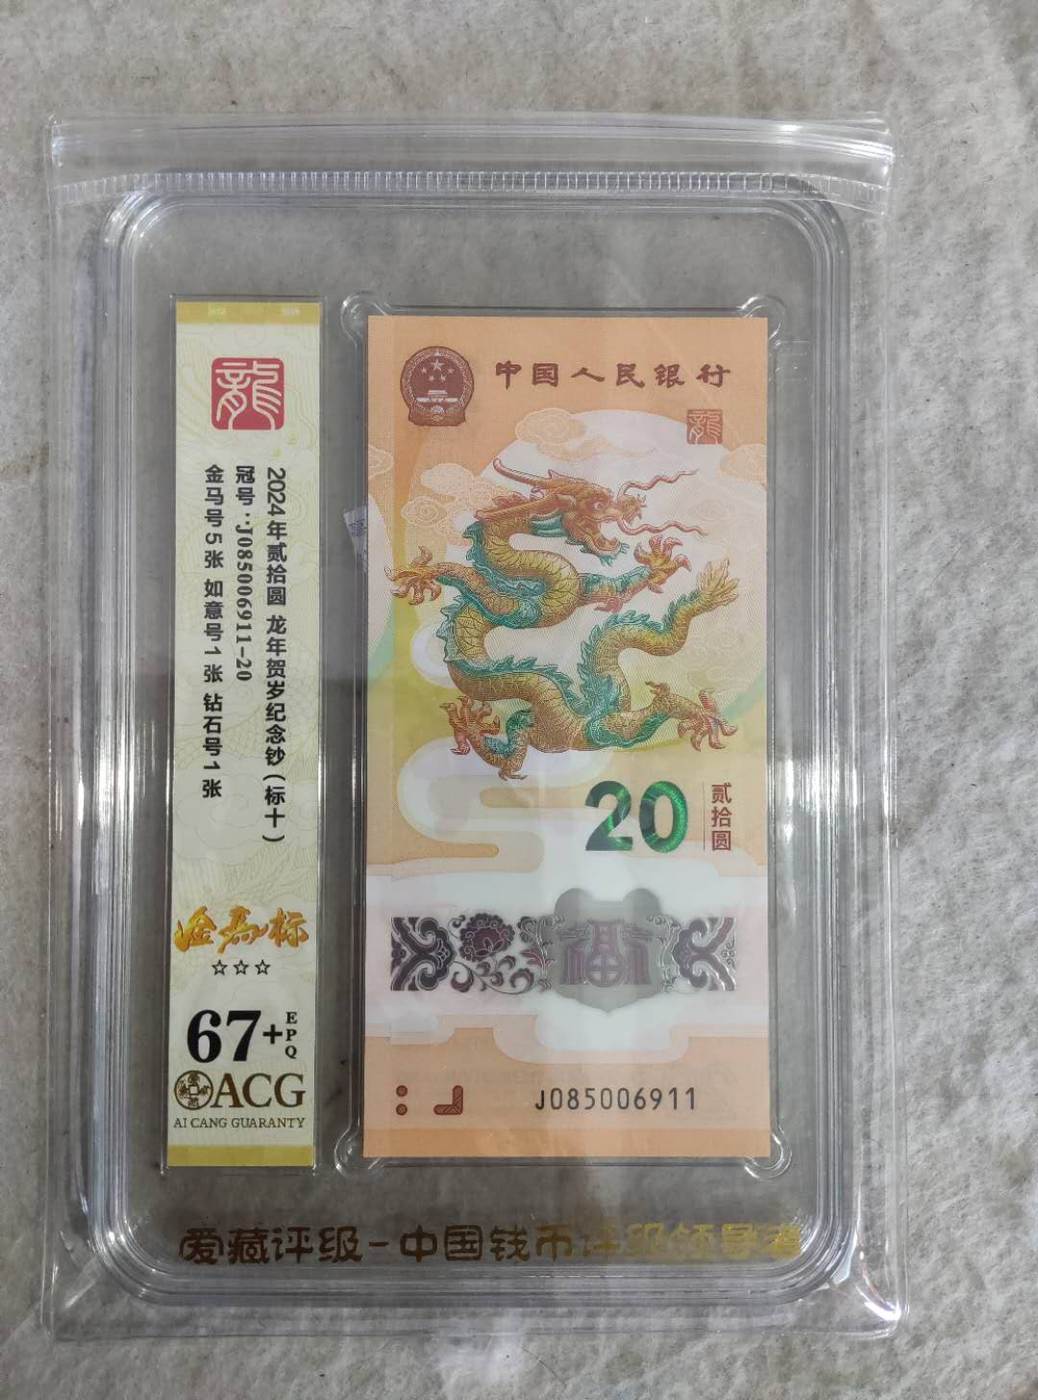 龍
2024年贰拾圆 龙年贺岁纪念钞(标十)
冠号:J085006911-20
金马号5张 如意号1张 钻石号1张
金马标
☆☆☆
67+EPQ
ACG
AI CANG GUARANTY
中国人民银行
龍
20
贰拾圆
J085006911
爱藏评级-中国钱币评级领导者